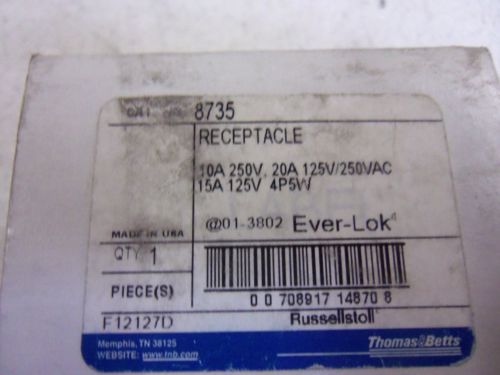 CAT. NO. 8735
RECEPTACLE
10A 250V, 20A 125V/250VAC
15A 125V 4P5W
MADE IN USA
@01-3802 Ever-Lok
QTY 1
PIECE(S)
0 0 708917 14870 8
F12127D
Russellstoll
Memphis, TN 38125
WEBSITE: www.tnb.com
Thomas&Betts